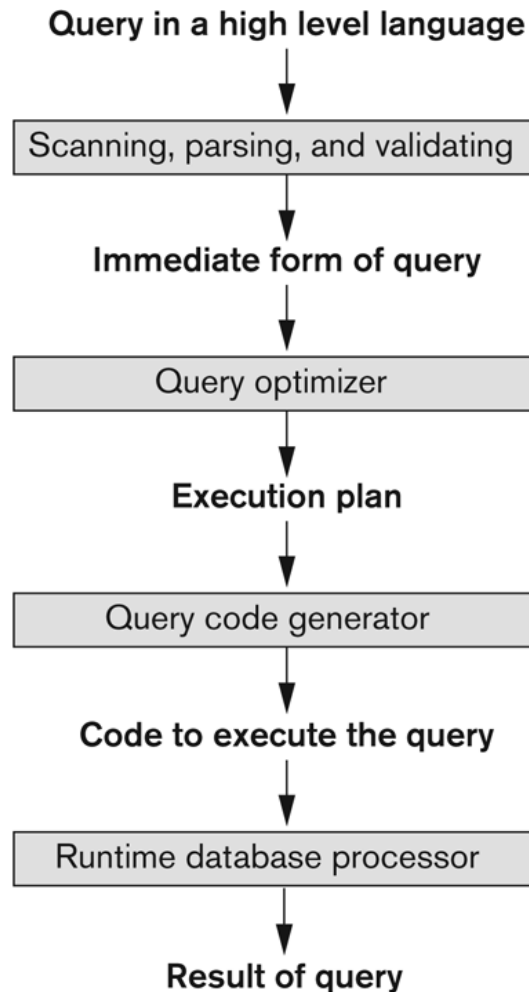 Query in a high level language
Scanning, parsing, and validating
Immediate form of query
Query optimizer
Execution plan
Query code generator
Code to execute the query
Runtime database processor
Result of query